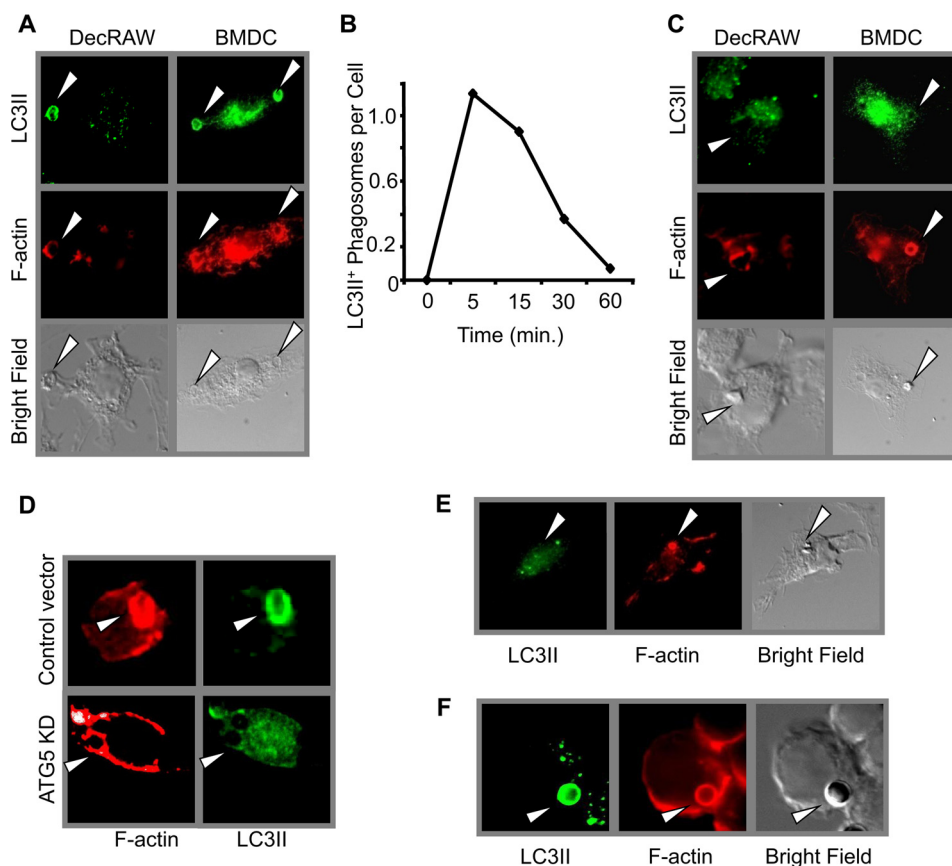 A
DecRAW BMDC
LC3II
F-actin
Bright Field
B
LC3II+ Phagosomes per Cell
1.0
0.6
0.2
0
0 5 15 30 60
Time (min.)
C
DecRAW BMDC
LC3II
F-actin
Bright Field
D
Control vector
ATG5 KD
F-actin LC3II
E
LC3II F-actin Bright Field
F
LC3II F-actin Bright Field